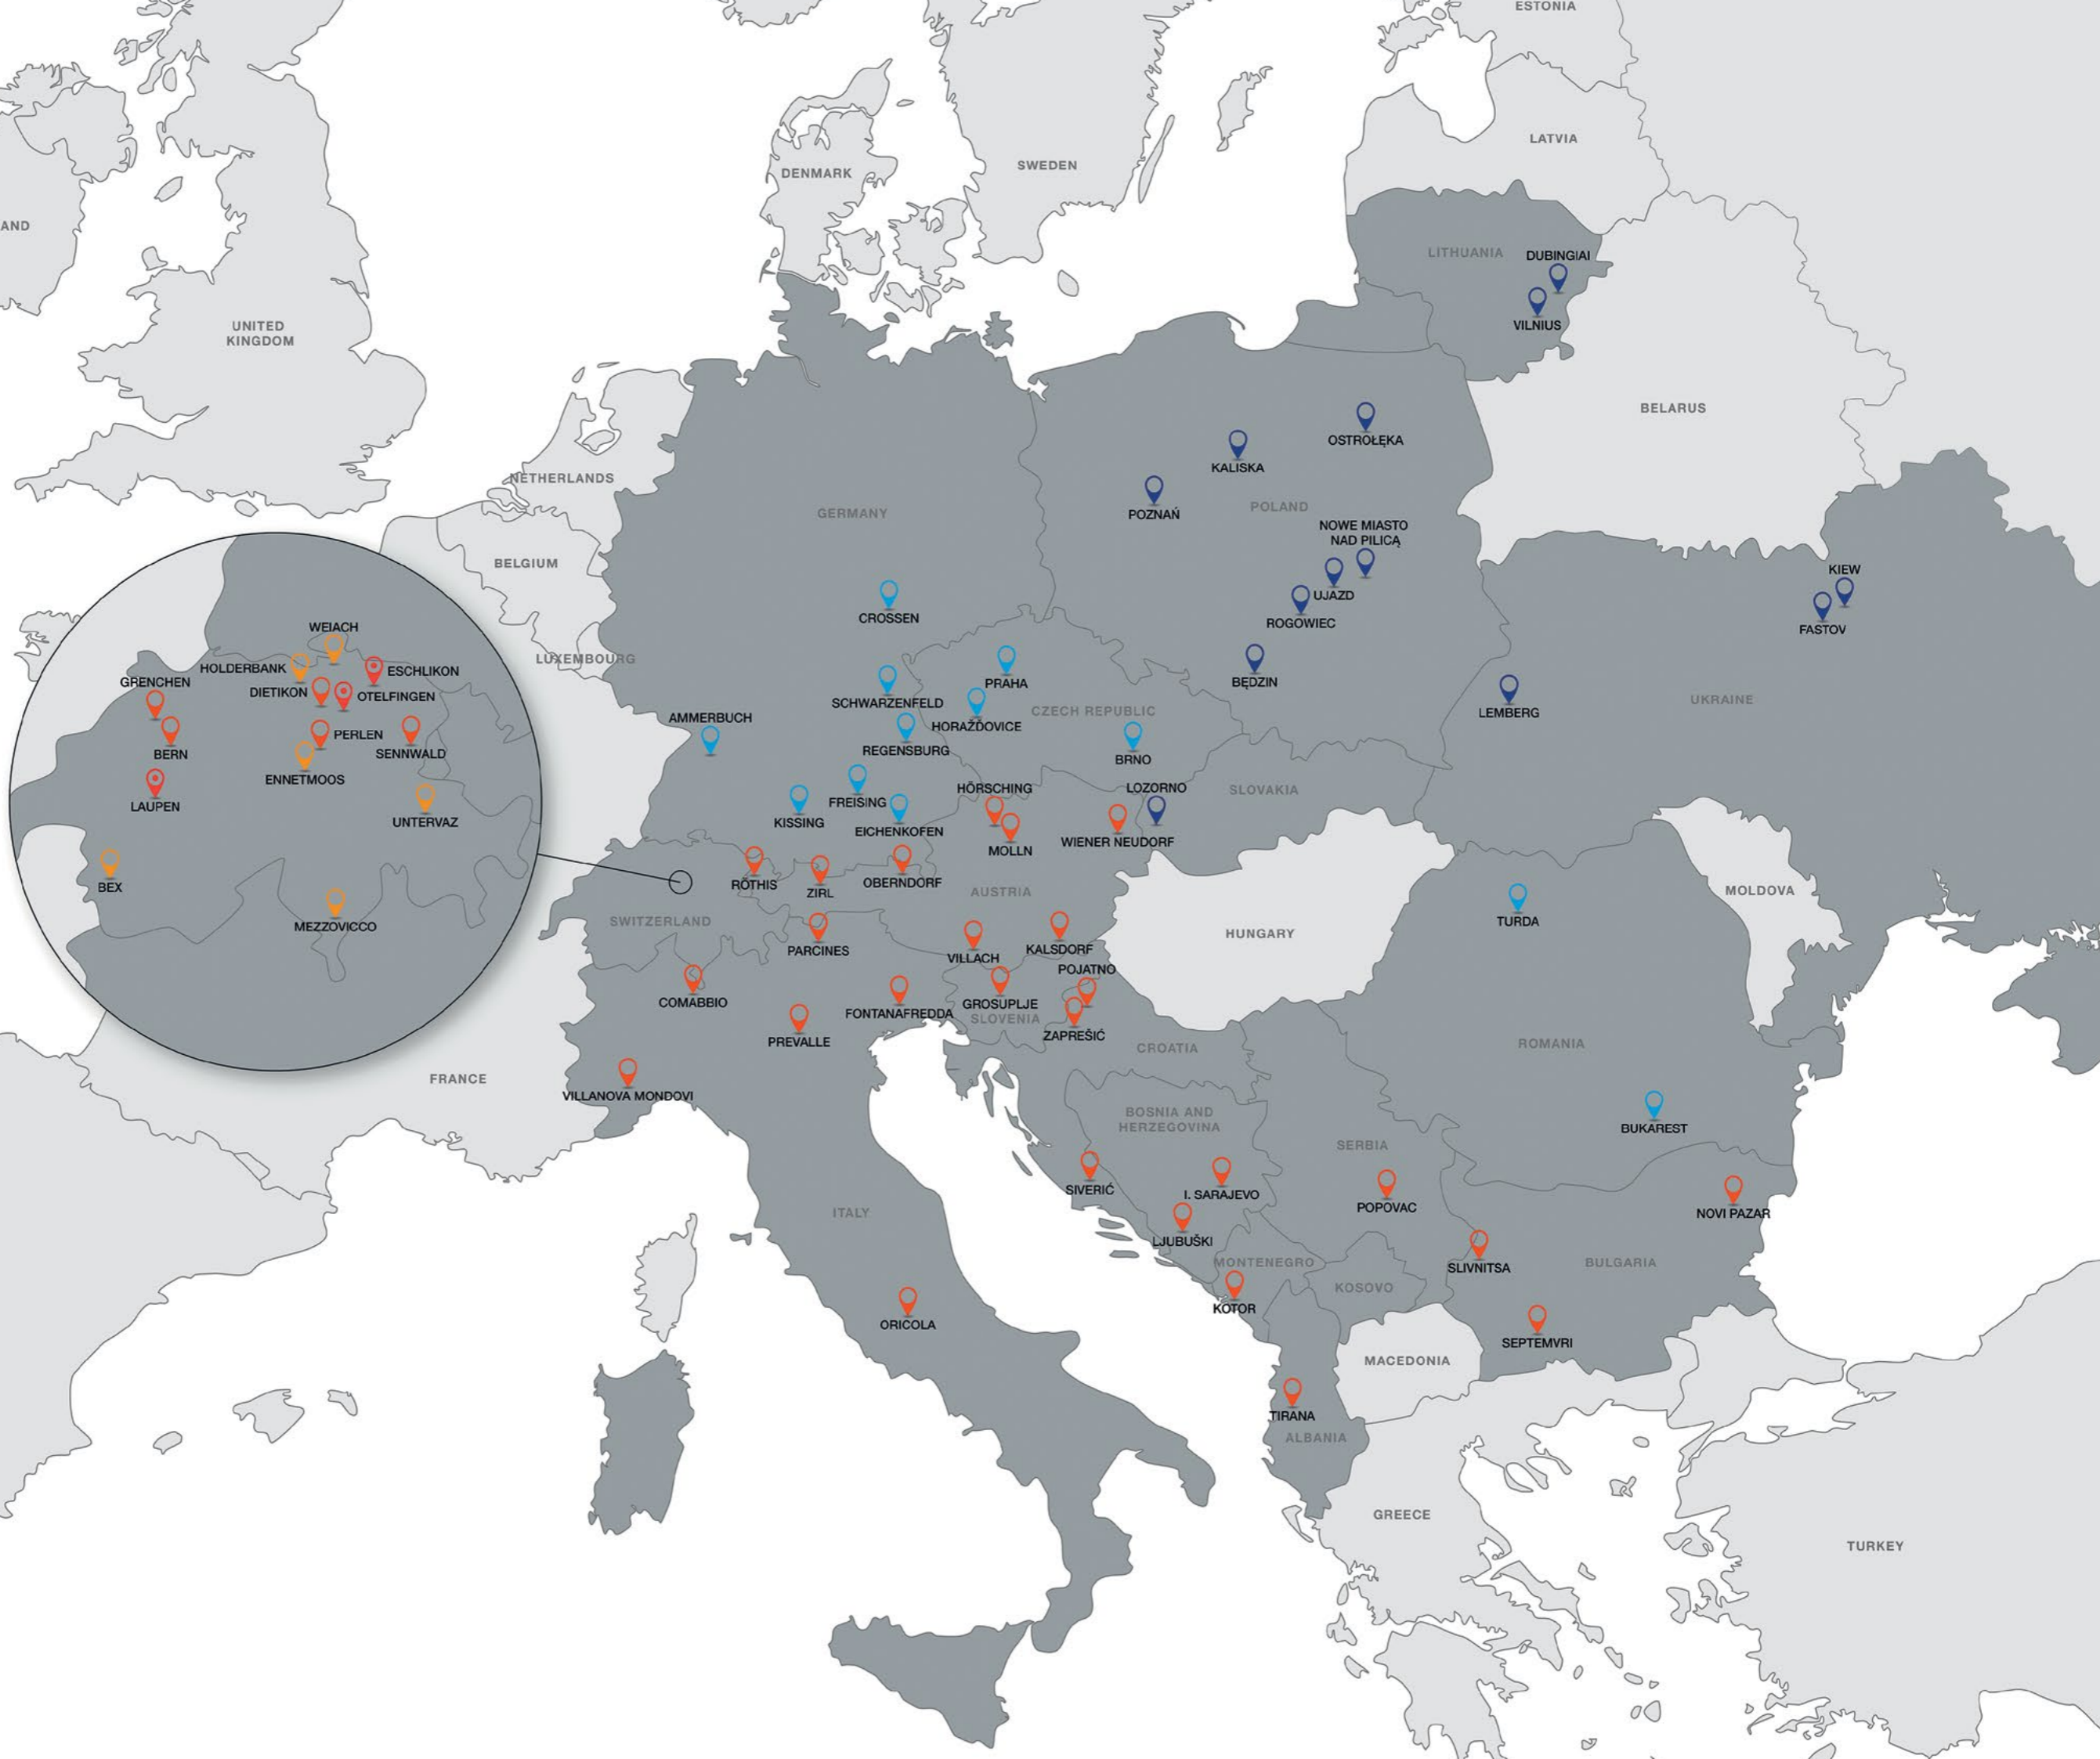 ESTONIA
LATVIA
DENMARK
SWEDEN
AND
LITHUANIA
DUBINGIAI
VILNIUS
UNITED
KINGDOM
BELARUS
OSTROŁĘKA
KALISKA
NETHERLANDS
GERMANY
POZNAŃ
POLAND
NOWE MIASTO
NAD PILICĄ
BELGIUM
KIEW
UJAZD
CROSSEN
ROGOWIEC
FASTOV
WEIACH
LUXEMBOURG
HOLDERBANK
ESCHLIKON
GRENCHEN
DIETIKON
OTELFINGEN
PRAHA
BĘDZIN
SCHWARZENFELD
UKRAINE
AMMERBUCH
HORAŽĎOVICE
CZECH REPUBLIC
LEMBERG
PERLEN
BERN
SENNWALD
REGENSBURG
BRNO
ENNETMOOS
HÖRSCHING
LOZORNO
SLOVAKIA
LAUPEN
FREISING
UNTERVAZ
KISSING
EICHENKOFEN
WIENER NEUDORF
MOLLN
BEX
RÖTHIS
ZIRL
OBERNDORF
AUSTRIA
MOLDOVA
SWITZERLAND
TURDA
MEZZOVICCO
HUNGARY
PARCINES
VILLACH
KALSDORF
POJATNO
COMABBIO
FONTANAFREDDA
GROSUPLJE
SLOVENIA
PREVALLE
ZAPREŠIĆ
CROATIA
ROMANIA
FRANCE
VILLANOVA MONDOVI
BOSNIA AND
HERZEGOVINA
BUKAREST
SERBIA
SIVERIĆ
I. SARAJEVO
POPOVAC
ITALY
NOVI PAZAR
LJUBUŠKI
MONTENEGRO
SLIVNITSA
BULGARIA
KOSOVO
KOTOR
ORICOLA
SEPTEMVRI
MACEDONIA
TIRANA
ALBANIA
GREECE
TURKEY